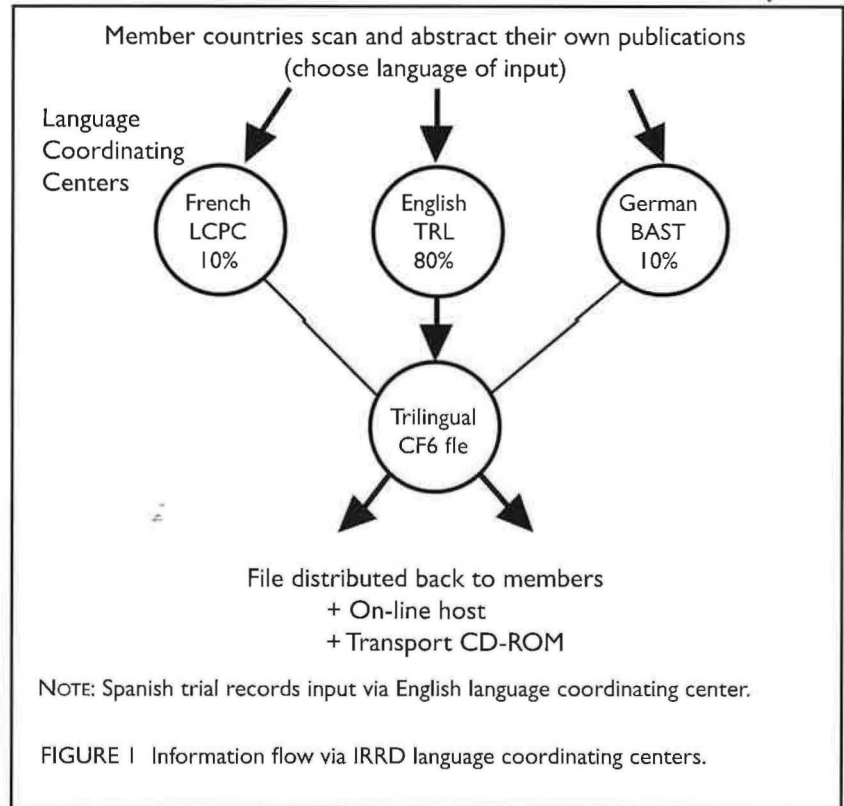 Member countries scan and abstract their own publications
(choose language of input)
Language
Coordinating
Centers
French
LCPC
10%
English
TRL
80%
German
BAST
10%
Trilingual
CF6 fle
File distributed back to members
+ On-line host
+ Transport CD-ROM
NOTE: Spanish trial records input via English language coordinating center.
FIGURE 1 Information flow via IRRD language coordinating centers.